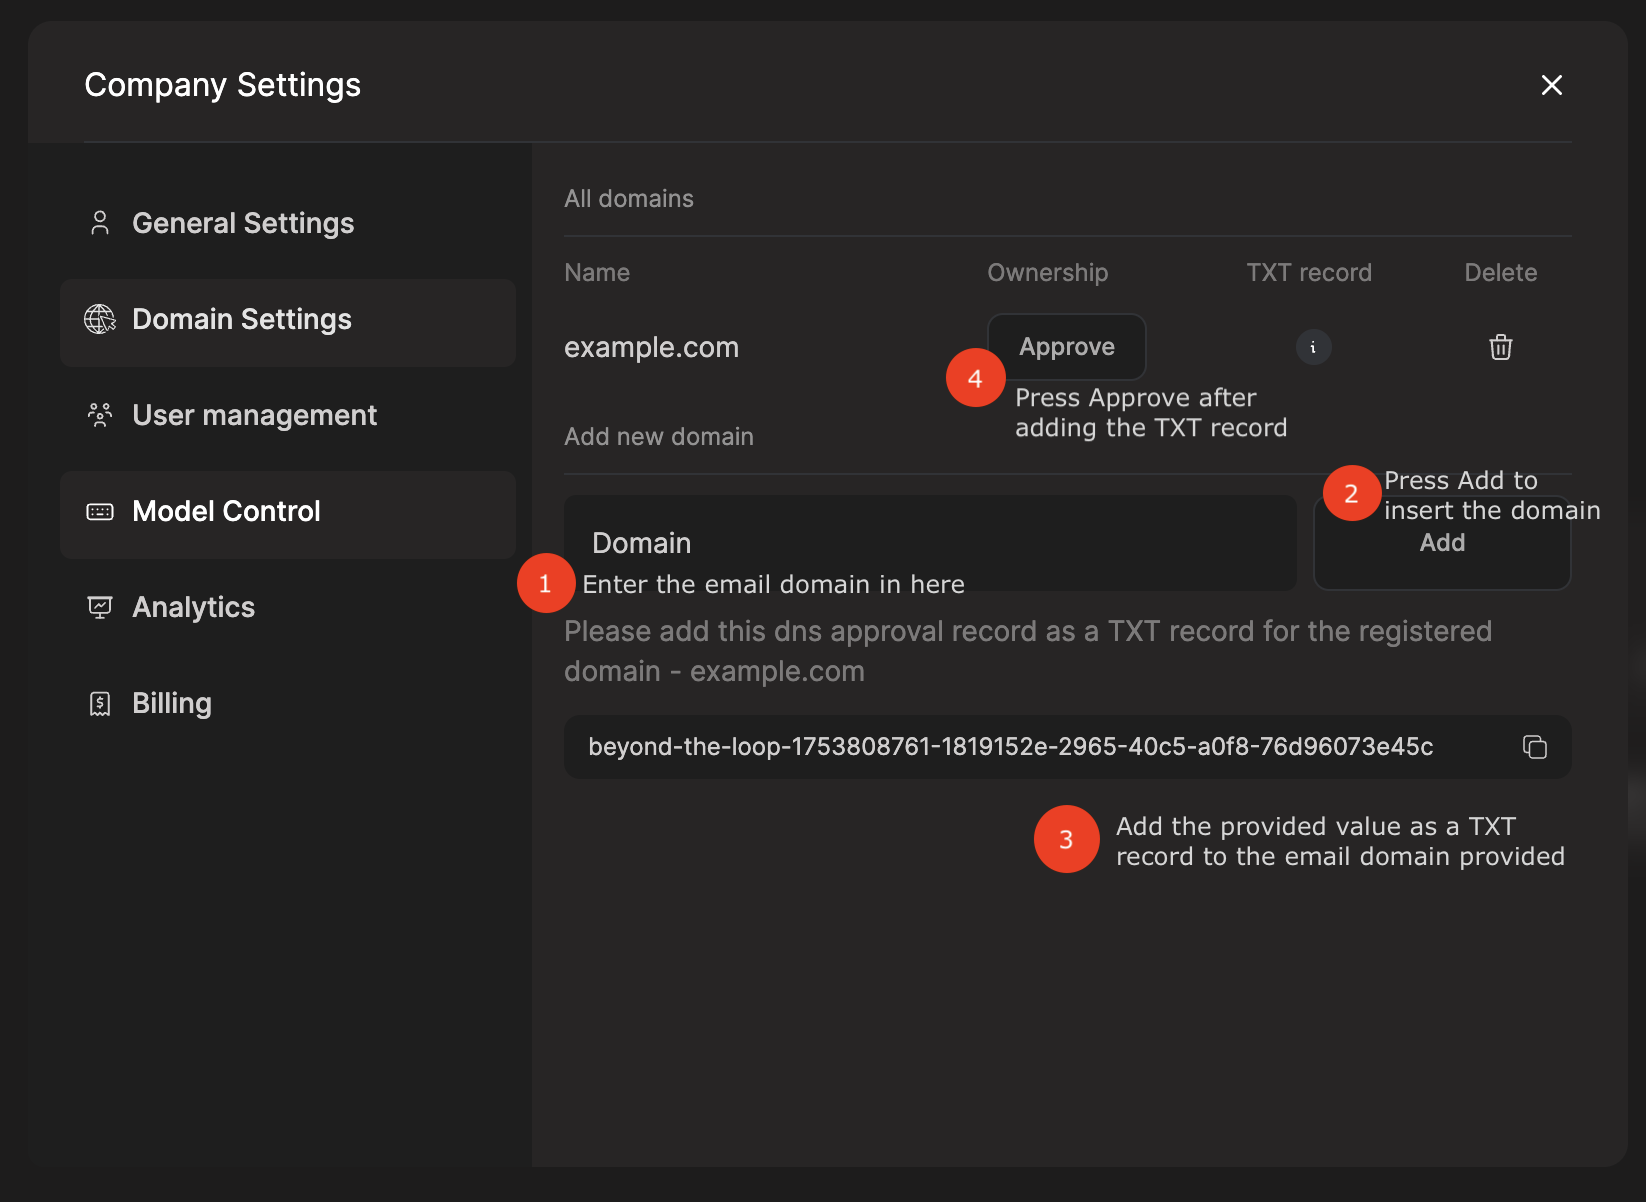 Company Settings
General Settings
Domain Settings
User management
Model Control
Analytics
Billing
All domains
Name Ownership TXT record Delete
example.com Approve i
4
Press Approve after
adding the TXT record
Add new domain
2
Press Add to
insert the domain
Domain Add
1 Enter the email domain in here
Please add this dns approval record as a TXT record for the registered
domain - example.com
beyond-the-loop-1753808761-1819152e-2965-40c5-a0f8-76d96073e45c
3
Add the provided value as a TXT
record to the email domain provided